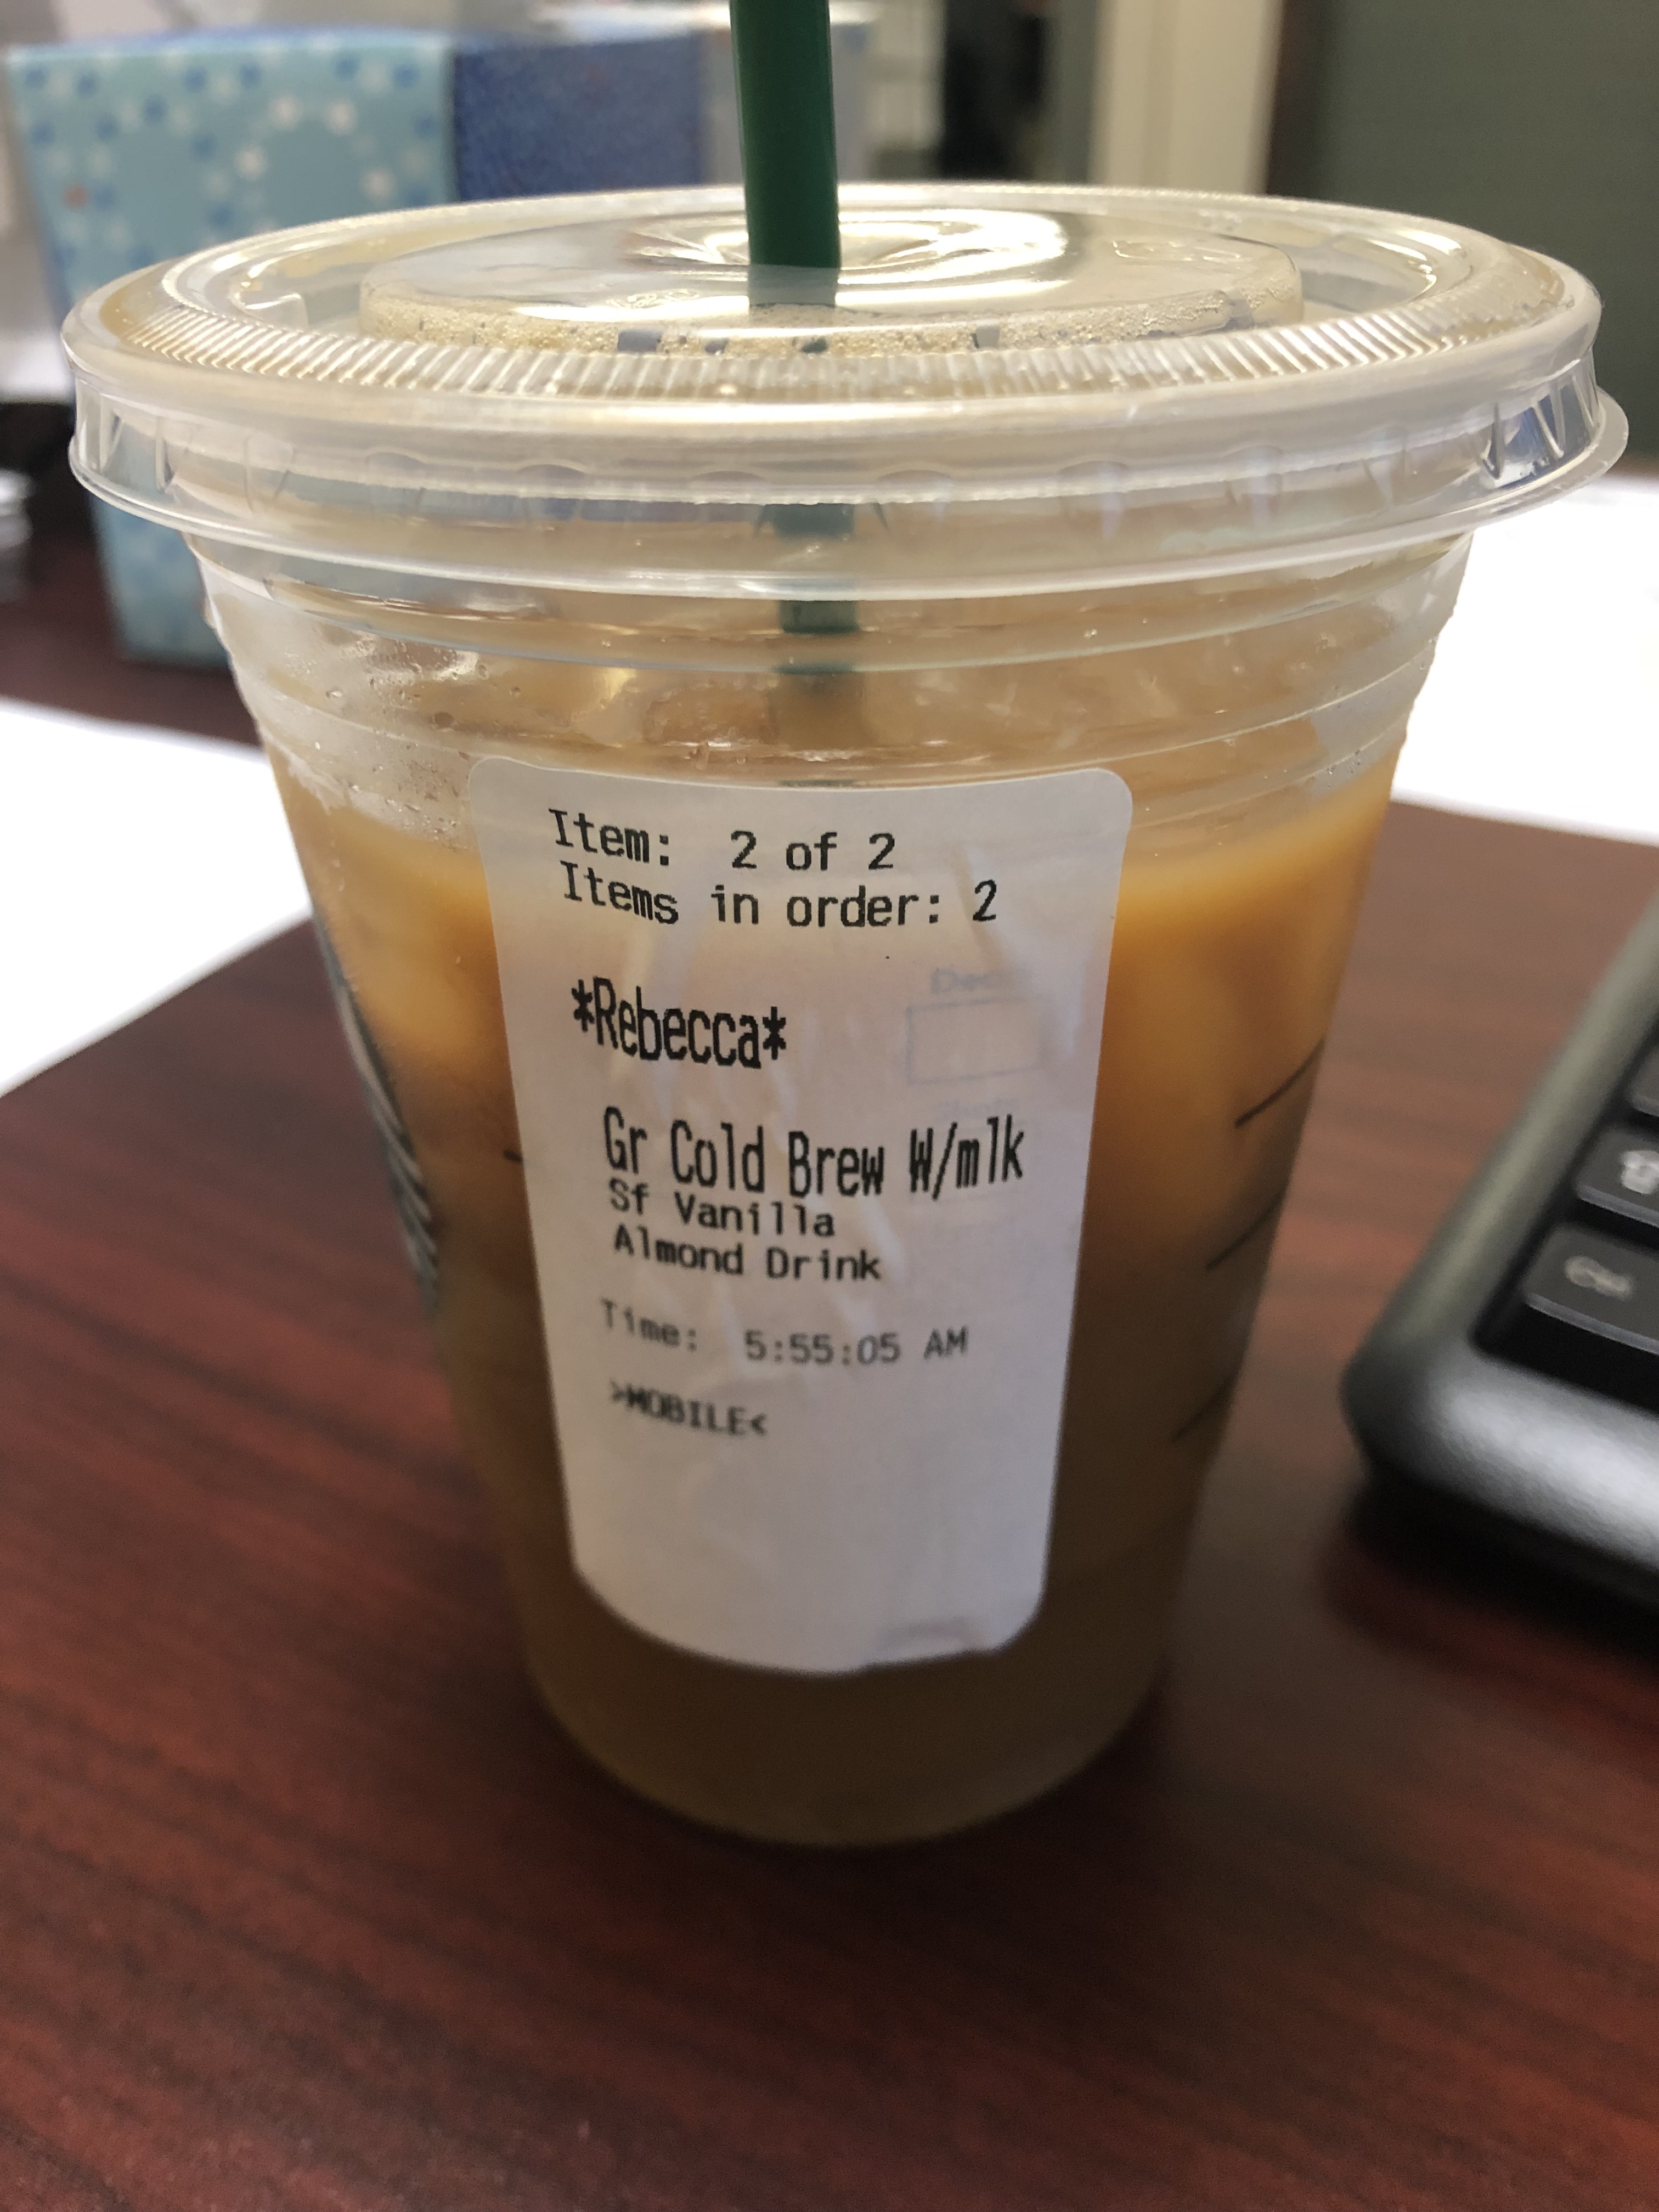 Item: 2 of 2
Items in order: 2
*Rebecca*
Gr Cold Brew W/mlk
Sf Vanilla
Almond Drink
Time: 5:55:05 AM
>MOBILE<